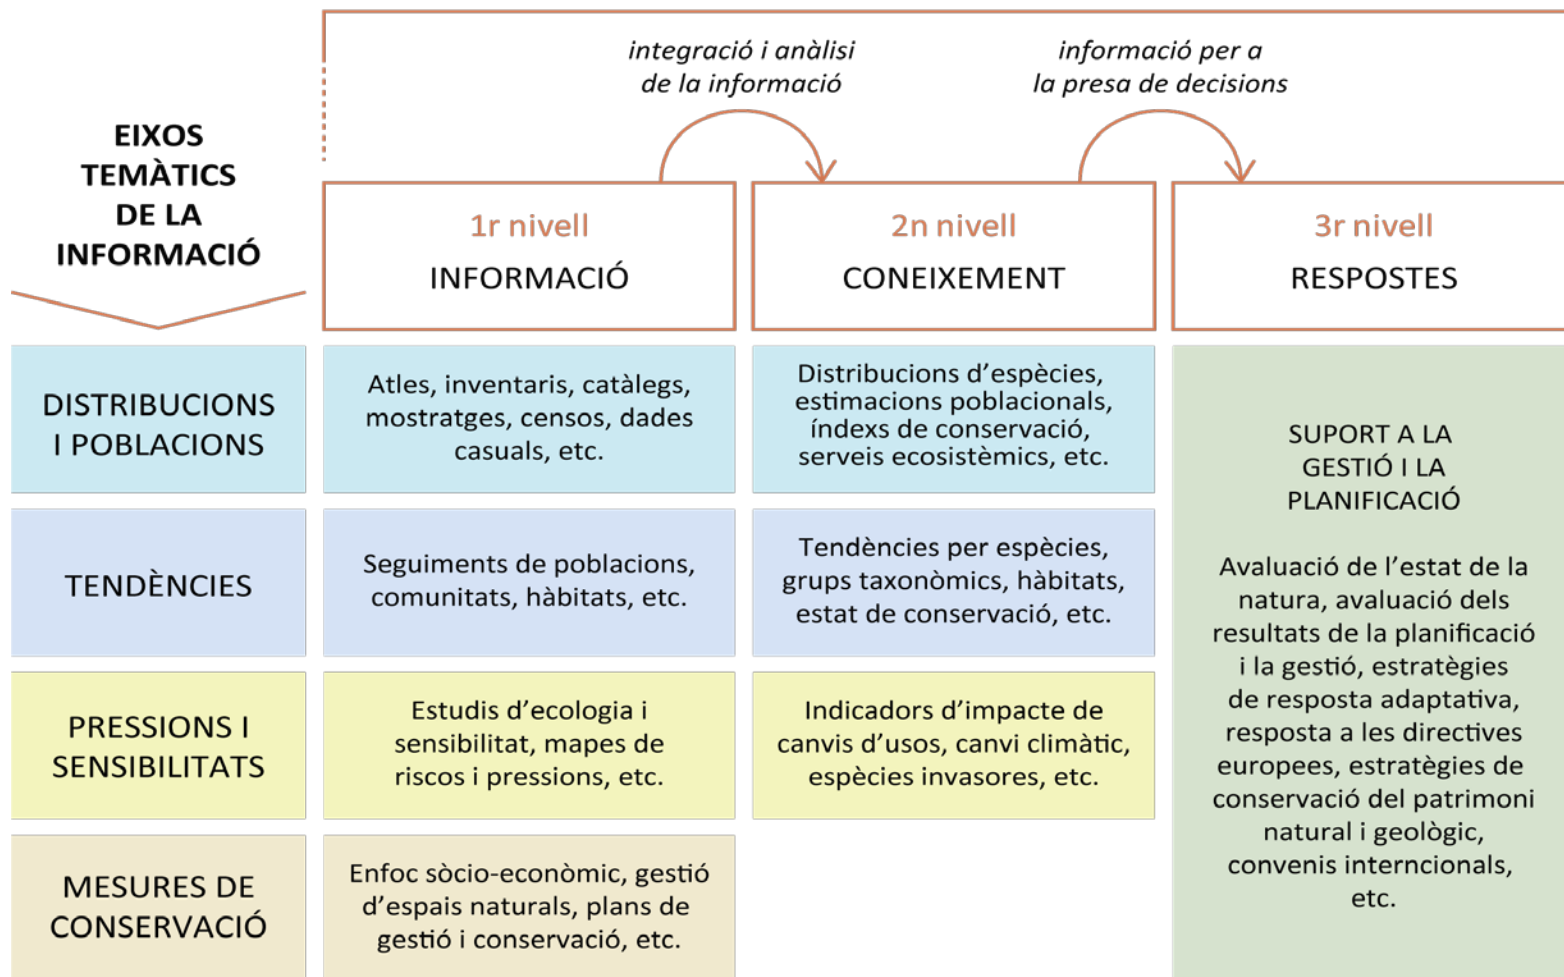 integració i anàlisi
de la informació
informació per a
la presa de decisions
EIXOS
TEMÀTICS
DE LA
INFORMACIÓ
1r nivell
INFORMACIÓ
2n nivell
CONEIXEMENT
3r nivell
RESPOSTES
DISTRIBUCIONS
I POBLACIONS
Atles, inventaris, catàlegs,
mostratges, censos, dades
casuals, etc.
Distribucions d’espècies,
estimacions poblacionals,
índexs de conservació,
serveis ecosistèmics, etc.
TENDÈNCIES
Seguiments de poblacions,
comunitats, hàbitats, etc.
Tendències per espècies,
grups taxonòmics, hàbitats,
estat de conservació, etc.
PRESSIONS I
SENSIBILITATS
Estudis d’ecologia i
sensibilitat, mapes de
riscos i pressions, etc.
Indicadors d’impacte de
canvis d’usos, canvi climàtic,
espècies invasores, etc.
MESURES DE
CONSERVACIÓ
Enfoc sòcio-econòmic, gestió
d’espais naturals, plans de
gestió i conservació, etc.
SUPORT A LA
GESTIÓ I LA
PLANIFICACIÓ
Avaluació de l’estat de la
natura, avaluació dels
resultats de la planificació
i la gestió, estratègies
de resposta adaptativa,
resposta a les directives
europees, estratègies de
conservació del patrimoni
natural i geològic,
convenis interncionals,
etc.